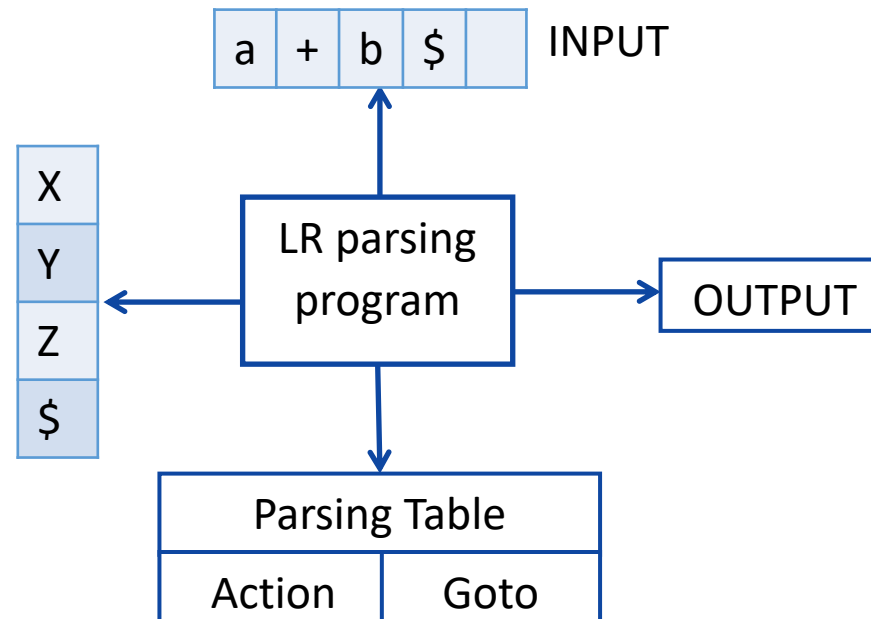 a + b $
INPUT
X
Y
Z
$
LR parsing
program
OUTPUT
Parsing Table
Action Goto